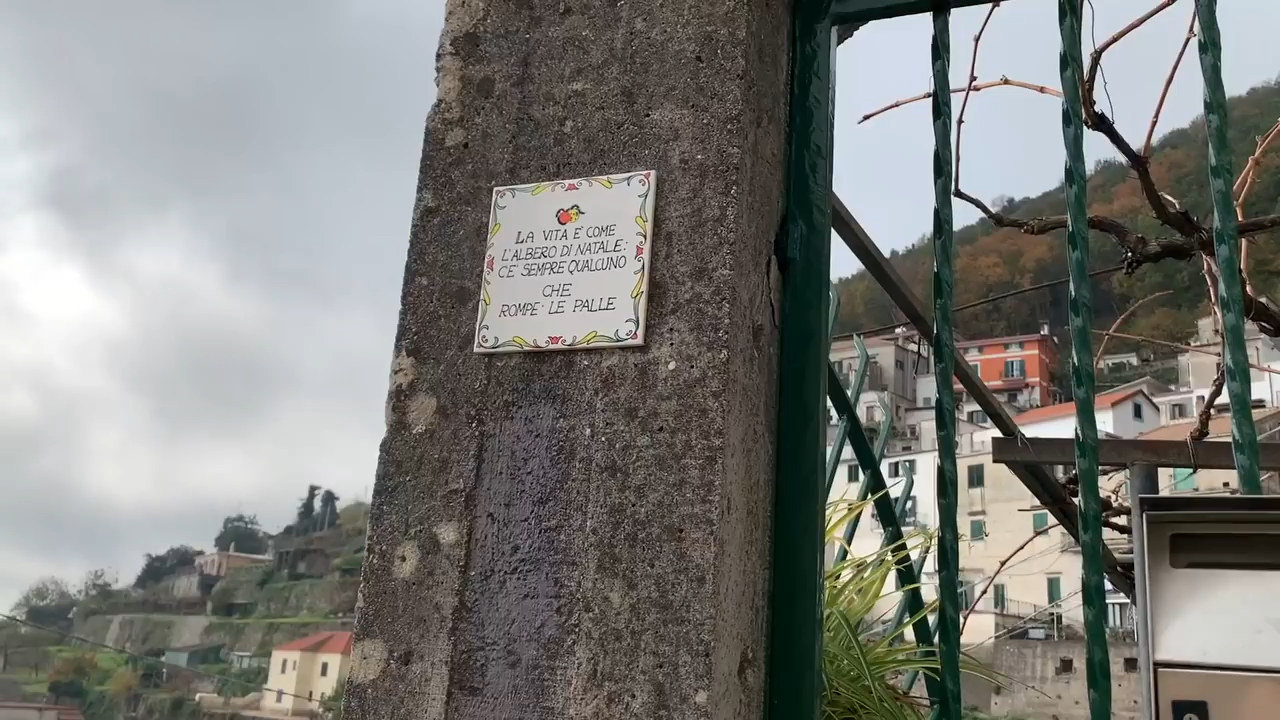 LA VITA E' COME
L'ALBERO DI NATALE:
C'E' SEMPRE QUALCUNO
CHE
ROMPE LE PALLE